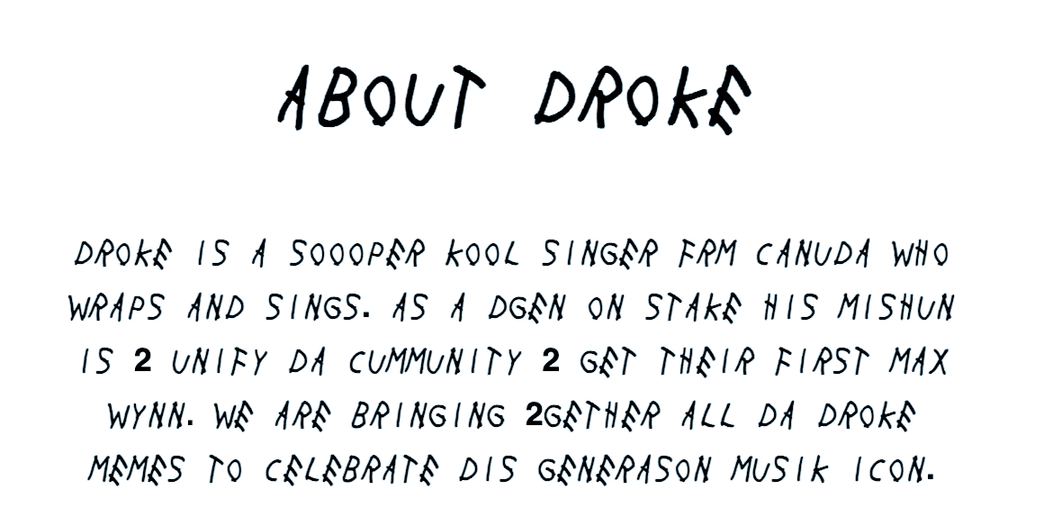 ABOUT DROKE
DROKE IS A SOOOPER KOOL SINGER FRM CANUDA WHO
WRAPS AND SINGS. AS A DGEN ON STAKE HIS MISHUN
IS 2 UNIFY DA CUMMUNITY 2 GET THEIR FIRST MAX
WYNN. WE ARE BRINGING 2GETHER ALL DA DROKE
MEMES TO CELEBRATE DIS GENERASON MUSIK ICON.